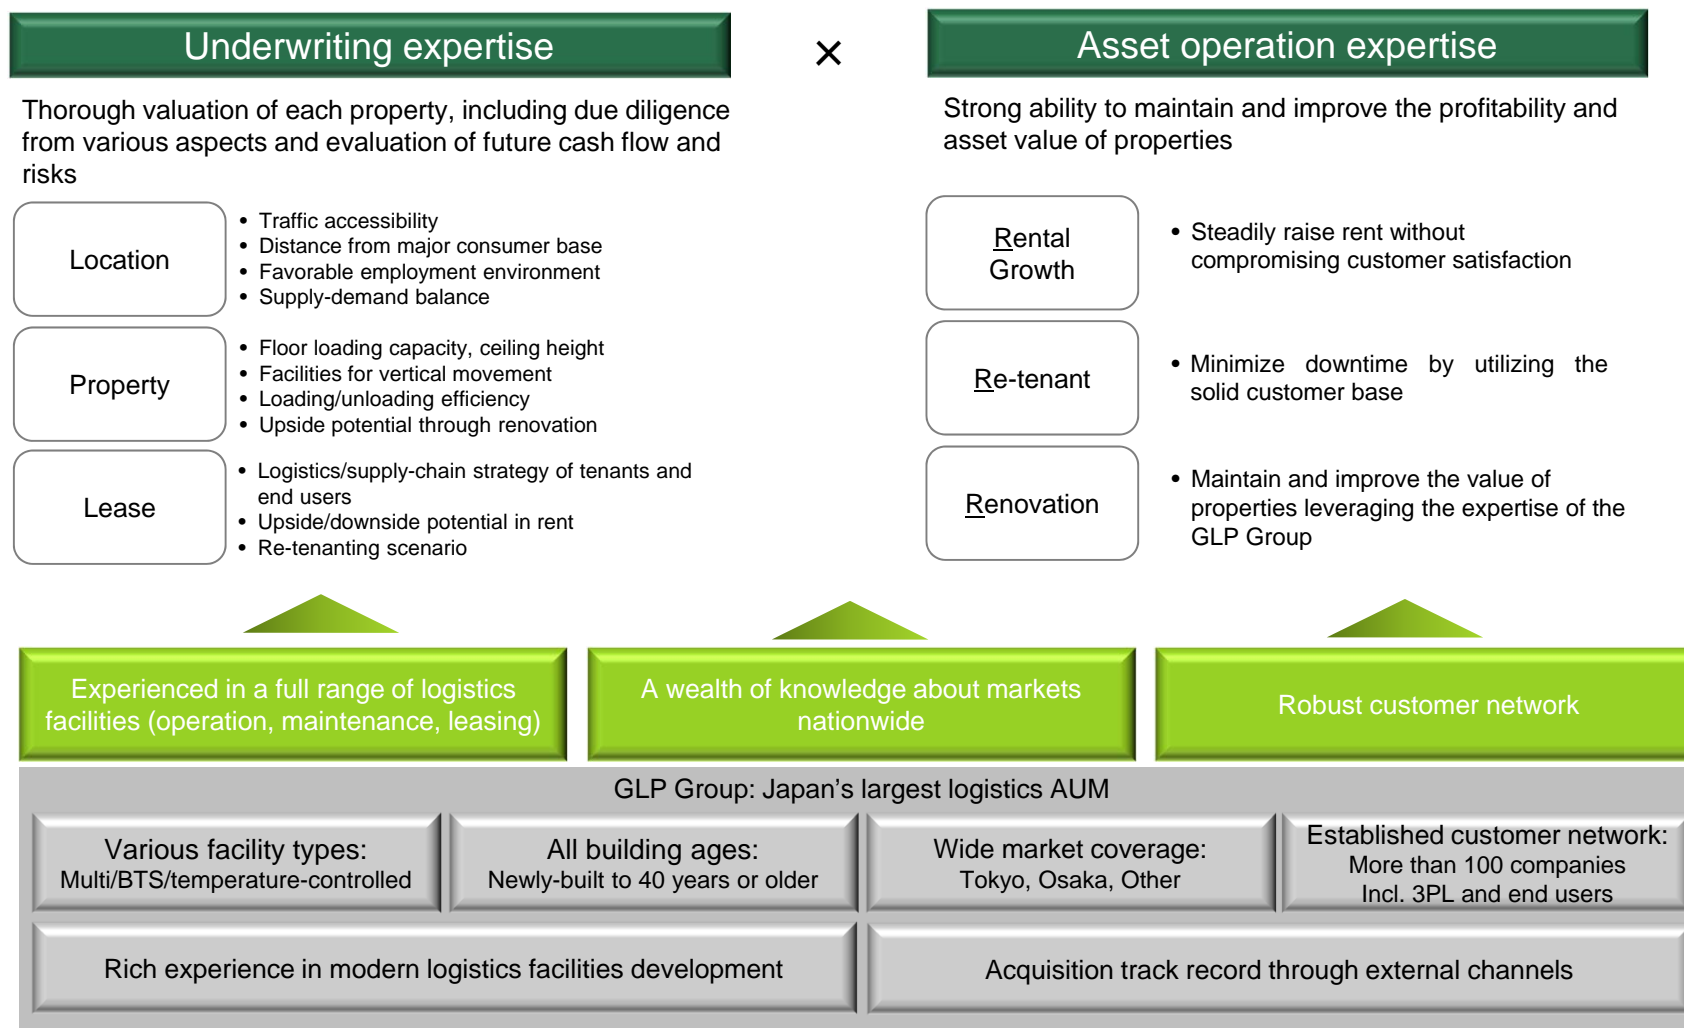 Underwriting expertise
×
Asset operation expertise
Thorough valuation of each property, including due diligence
from various aspects and evaluation of future cash flow and
risks
Strong ability to maintain and improve the profitability and
asset value of properties
Location
• Traffic accessibility
• Distance from major consumer base
• Favorable employment environment
• Supply-demand balance
Property
• Floor loading capacity, ceiling height
• Facilities for vertical movement
• Loading/unloading efficiency
• Upside potential through renovation
Lease
• Logistics/supply-chain strategy of tenants and
end users
• Upside/downside potential in rent
• Re-tenanting scenario
Rental
Growth
• Steadily raise rent without
compromising customer satisfaction
Re-tenant
• Minimize downtime by utilizing the
solid customer base
Renovation
• Maintain and improve the value of
properties leveraging the expertise of the
GLP Group
Experienced in a full range of logistics
facilities (operation, maintenance, leasing)
A wealth of knowledge about markets
nationwide
Robust customer network
GLP Group: Japan’s largest logistics AUM
Various facility types:
Multi/BTS/temperature-controlled
All building ages:
Newly-built to 40 years or older
Wide market coverage:
Tokyo, Osaka, Other
Established customer network:
More than 100 companies
Incl. 3PL and end users
Rich experience in modern logistics facilities development
Acquisition track record through external channels